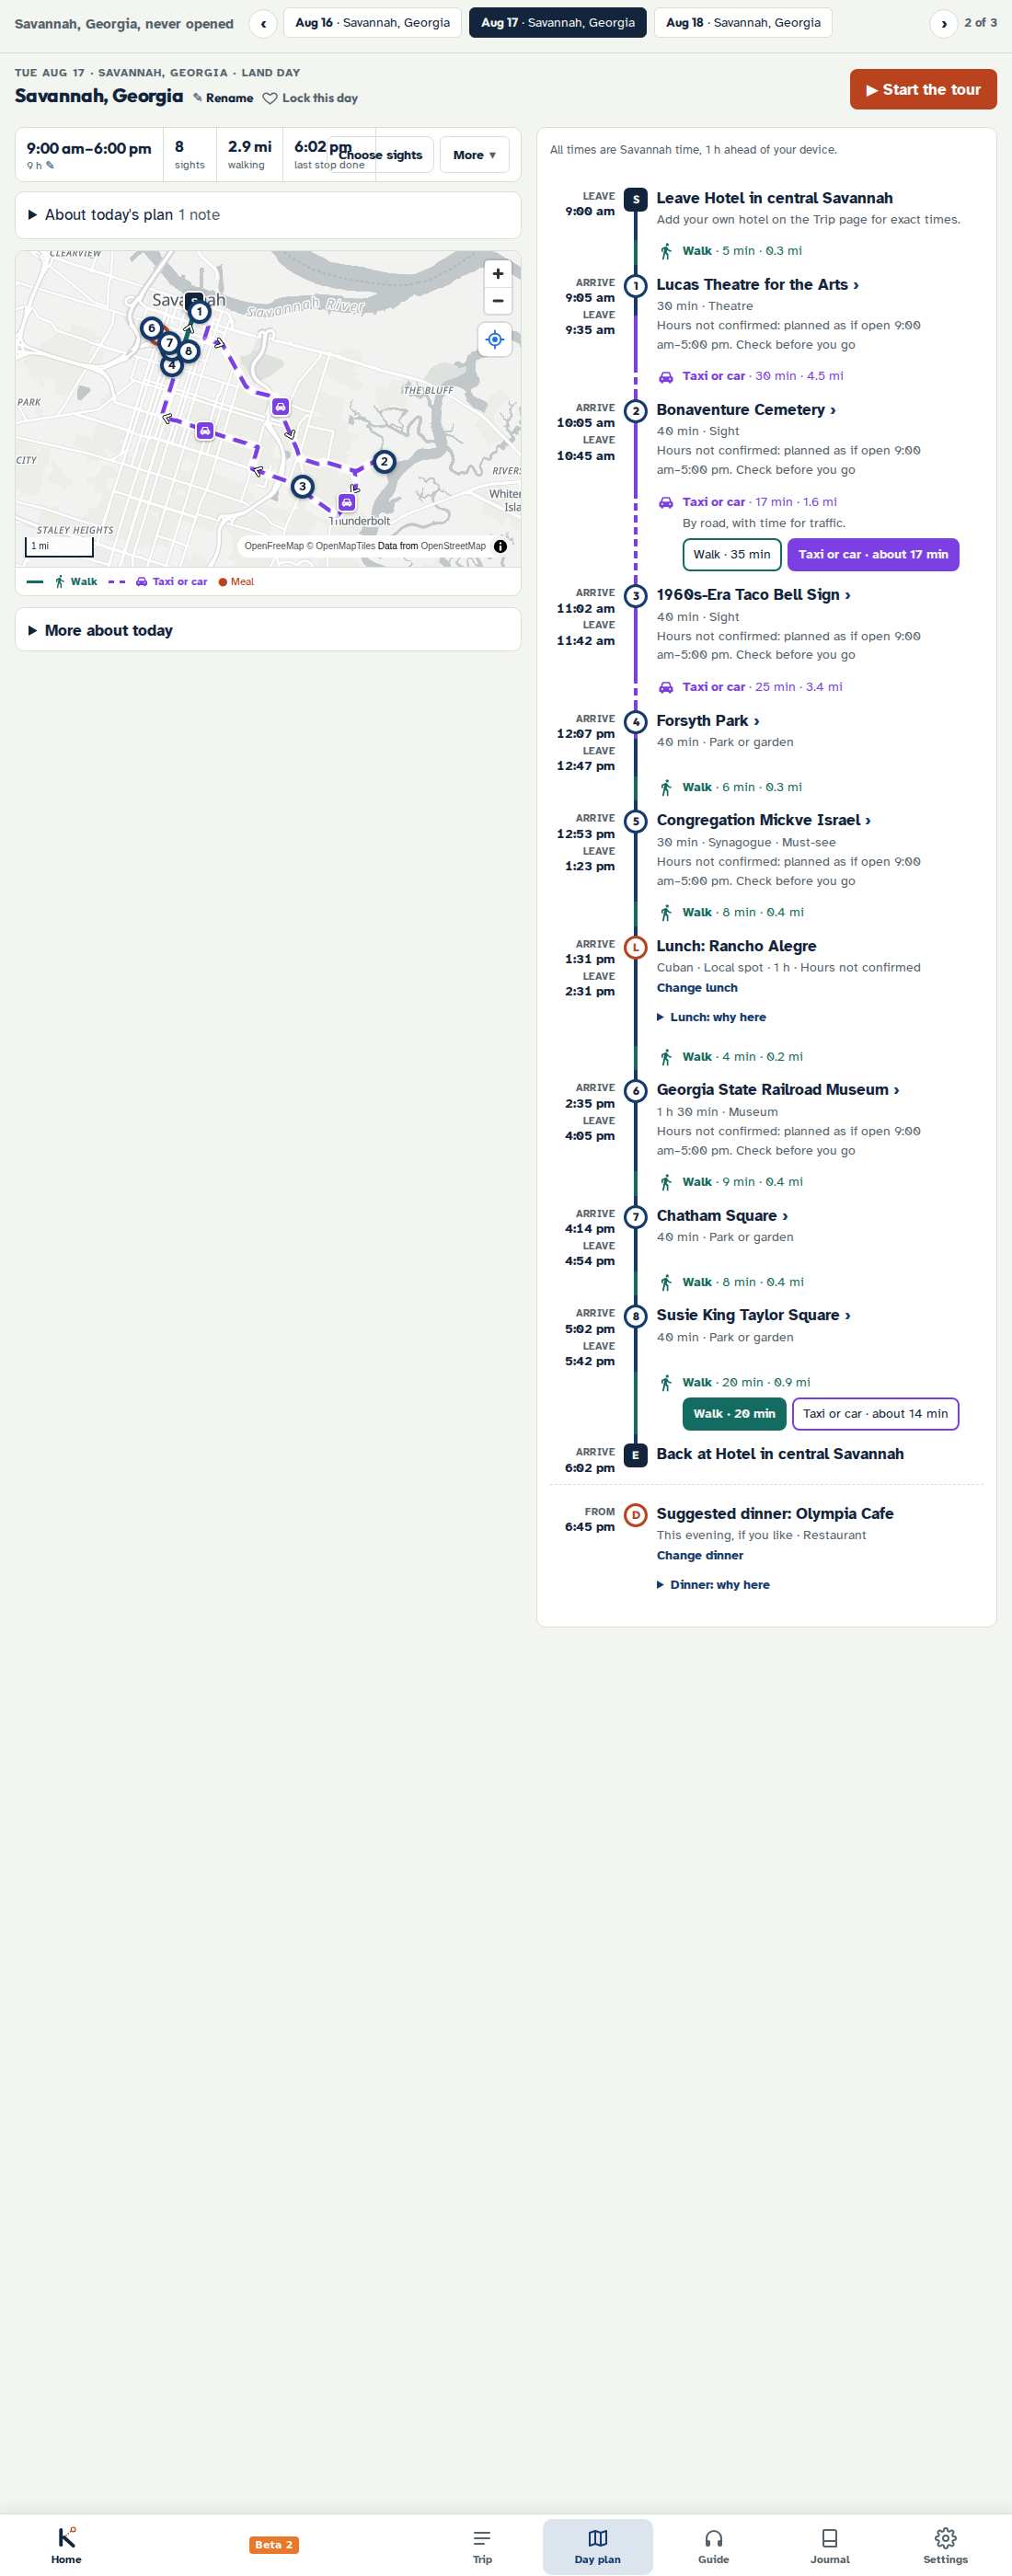 Savannah, Georgia, never opened
‹
Aug 16 · Savannah, Georgia
Aug 17 · Savannah, Georgia
Aug 18 · Savannah, Georgia
›
2 of 3
TUE AUG 17 · SAVANNAH, GEORGIA · LAND DAY
Savannah, Georgia ✎ Rename Lock this day
▶ Start the tour
9:00 am–6:00 pm
9 h ✎
8
sights
2.9 mi
walking
6:02 pm
last stop done
Choose sights
More ▾
▶ About today's plan 1 note
CLEARVIEW
Savannah River
THE BLUFF
PARK
CITY
STALEY HEIGHTS
Thunderbolt
S
1
6
7
8
4
2
3
+
−
1 mi
OpenFreeMap © OpenMapTiles Data from OpenStreetMap
Walk Taxi or car Meal
▶ More about today
All times are Savannah time, 1 h ahead of your device.
LEAVE
9:00 am
S
Leave Hotel in central Savannah
Add your own hotel on the Trip page for exact times.
Walk · 5 min · 0.3 mi
ARRIVE
9:05 am
LEAVE
9:35 am
1
Lucas Theatre for the Arts ›
30 min · Theatre
Hours not confirmed: planned as if open 9:00
am–5:00 pm. Check before you go
Taxi or car · 30 min · 4.5 mi
ARRIVE
10:05 am
LEAVE
10:45 am
2
Bonaventure Cemetery ›
40 min · Sight
Hours not confirmed: planned as if open 9:00
am–5:00 pm. Check before you go
Taxi or car · 17 min · 1.6 mi
By road, with time for traffic.
Walk · 35 min
Taxi or car · about 17 min
ARRIVE
11:02 am
LEAVE
11:42 am
3
1960s-Era Taco Bell Sign ›
40 min · Sight
Hours not confirmed: planned as if open 9:00
am–5:00 pm. Check before you go
Taxi or car · 25 min · 3.4 mi
ARRIVE
12:07 pm
LEAVE
12:47 pm
4
Forsyth Park ›
40 min · Park or garden
Walk · 6 min · 0.3 mi
ARRIVE
12:53 pm
LEAVE
1:23 pm
5
Congregation Mickve Israel ›
30 min · Synagogue · Must-see
Hours not confirmed: planned as if open 9:00
am–5:00 pm. Check before you go
Walk · 8 min · 0.4 mi
ARRIVE
1:31 pm
LEAVE
2:31 pm
L
Lunch: Rancho Alegre
Cuban · Local spot · 1 h · Hours not confirmed
Change lunch
▶ Lunch: why here
Walk · 4 min · 0.2 mi
ARRIVE
2:35 pm
LEAVE
4:05 pm
6
Georgia State Railroad Museum ›
1 h 30 min · Museum
Hours not confirmed: planned as if open 9:00
am–5:00 pm. Check before you go
Walk · 9 min · 0.4 mi
ARRIVE
4:14 pm
LEAVE
4:54 pm
7
Chatham Square ›
40 min · Park or garden
Walk · 8 min · 0.4 mi
ARRIVE
5:02 pm
LEAVE
5:42 pm
8
Susie King Taylor Square ›
40 min · Park or garden
Walk · 20 min · 0.9 mi
Walk · 20 min
Taxi or car · about 14 min
ARRIVE
6:02 pm
E
Back at Hotel in central Savannah
FROM
6:45 pm
D
Suggested dinner: Olympia Cafe
This evening, if you like · Restaurant
Change dinner
▶ Dinner: why here
Home
Beta 2
Trip
Day plan
Guide
Journal
Settings